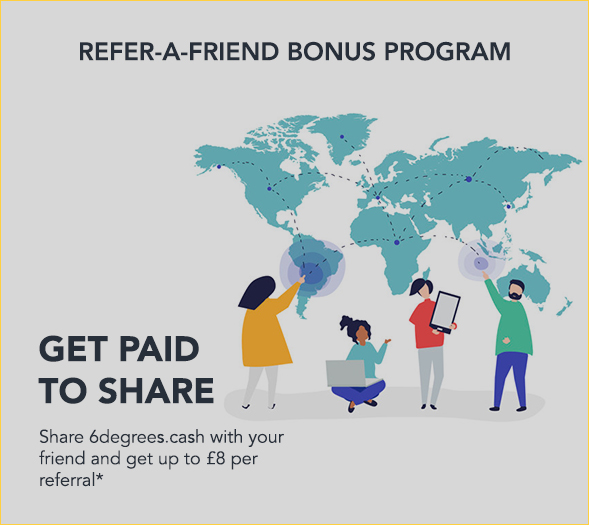 REFER-A-FRIEND BONUS PROGRAM
GET PAID
TO SHARE
Share 6degrees.cash with your
friend and get up to £8 per
referral*